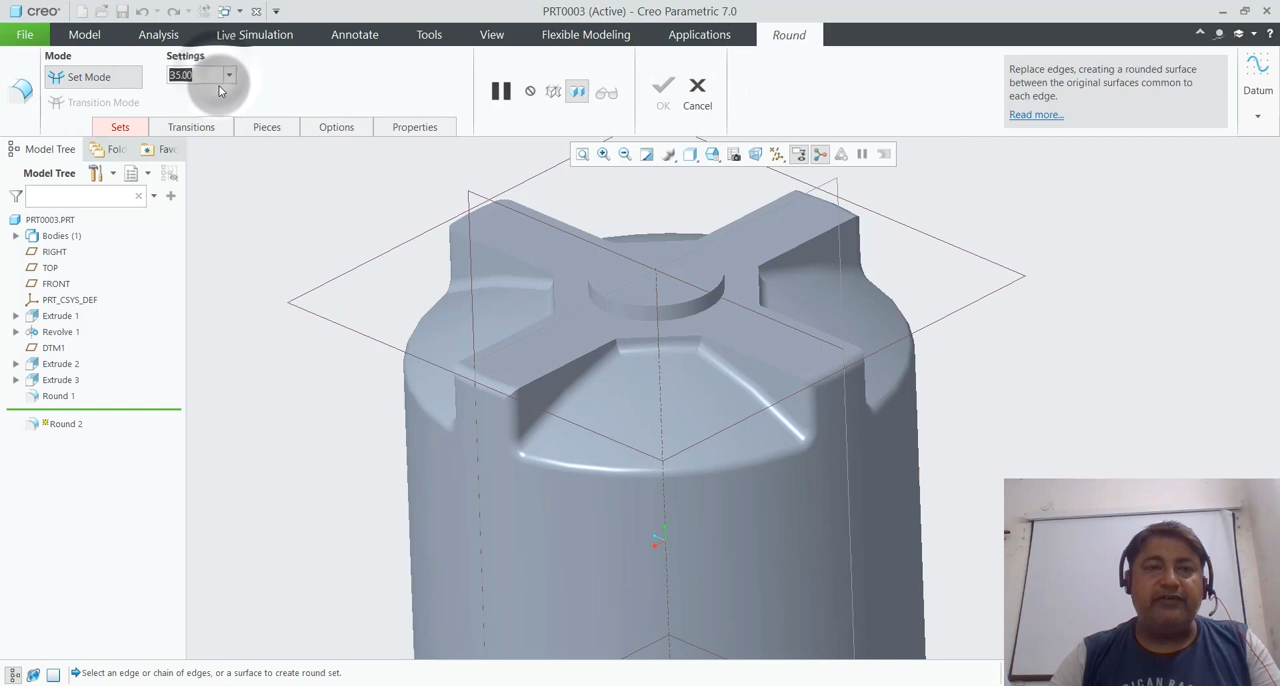 creo
PRT0003 (Active) - Creo Parametric 7.0
File Model Analysis Live Simulation Annotate Tools View Flexible Modeling Applications Round
Mode
Settings
Set Mode
35.00
Transition Mode
OK
Cancel
Replace edges, creating a rounded surface
between the original surfaces common to
each edge.
Read more...
Datum
Sets Transitions Pieces Options Properties
Model Tree
Fol
Fav
Model Tree
PRT0003.PRT
Bodies (1)
RIGHT
TOP
FRONT
PRT_CSYS_DEF
Extrude 1
Revolve 1
DTM1
Extrude 2
Extrude 3
Round 1
Round 2
Select an edge or chain of edges, or a surface to create round set.